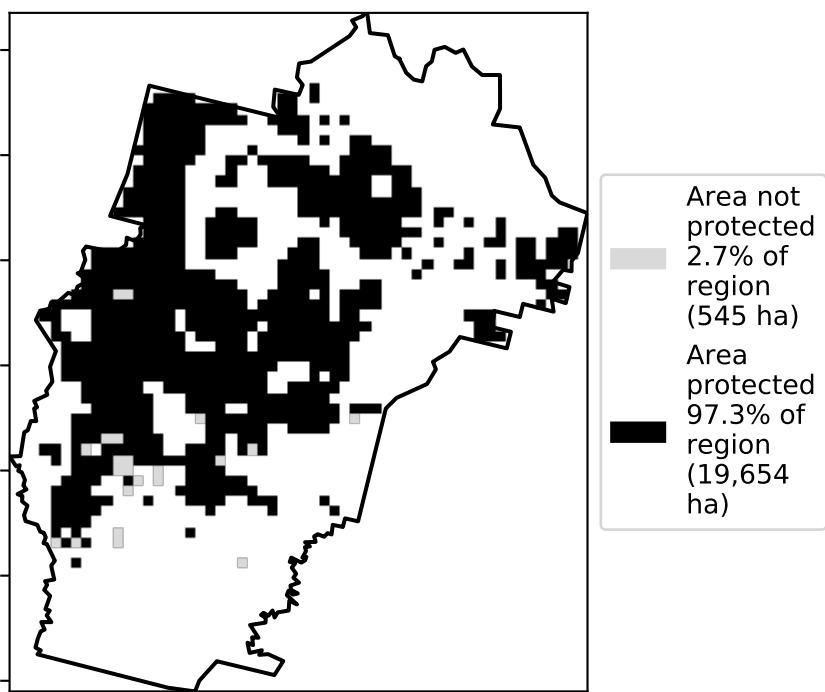 Area not
protected
2.7% of
region
(545 ha)
Area
protected
97.3% of
region
(19,654
ha)